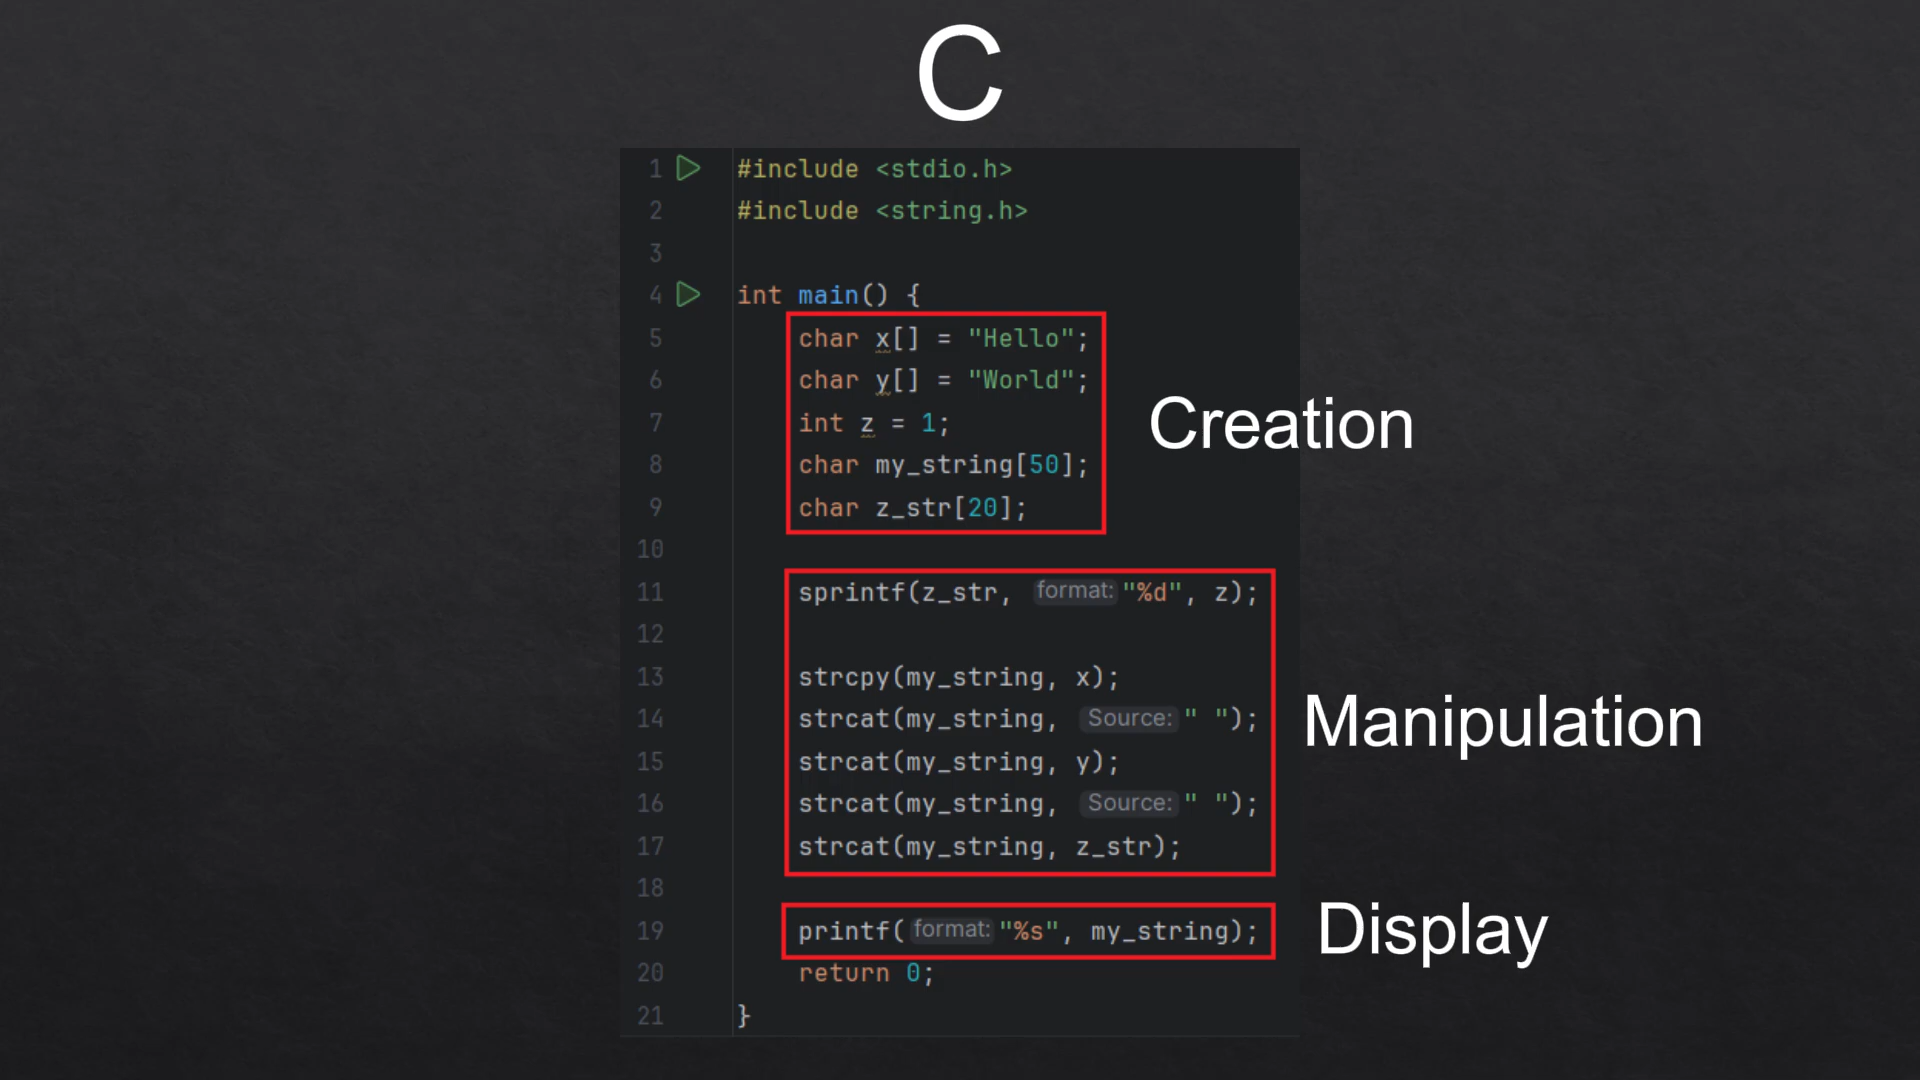 C
1 #include <stdio.h>
2 #include <string.h>
3
4 int main() {
5 char x[] = "Hello";
6 char y[] = "World";
7 int z = 1;
8 char my_string[50];
9 char z_str[20];
Creation
10
11 sprintf(z_str, format: "%d", z);
12
13 strcpy(my_string, x);
14 strcat(my_string, Source: " ");
15 strcat(my_string, y);
16 strcat(my_string, Source: " ");
17 strcat(my_string, z_str);
Manipulation
18
19 printf( format: "%s", my_string);
Display
20 return 0;
21 }